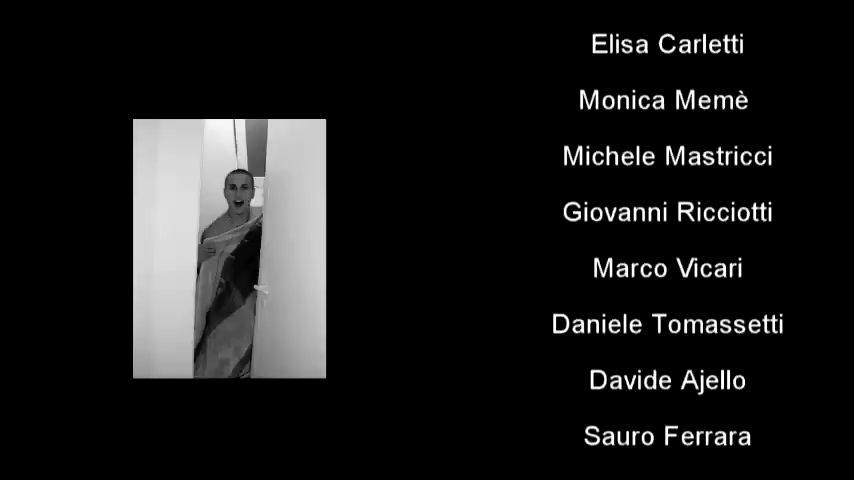 Elisa Carletti
Monica Memè
Michele Mastricci
Giovanni Ricciotti
Marco Vicari
Daniele Tomassetti
Davide Ajello
Sauro Ferrara